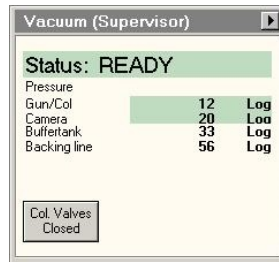 Vacuum (Supervisor)
Status: READY
Pressure
Gun/Col 12 Log
Camera 20 Log
Buffertank 33 Log
Backing line 56 Log
Col. Valves
Closed